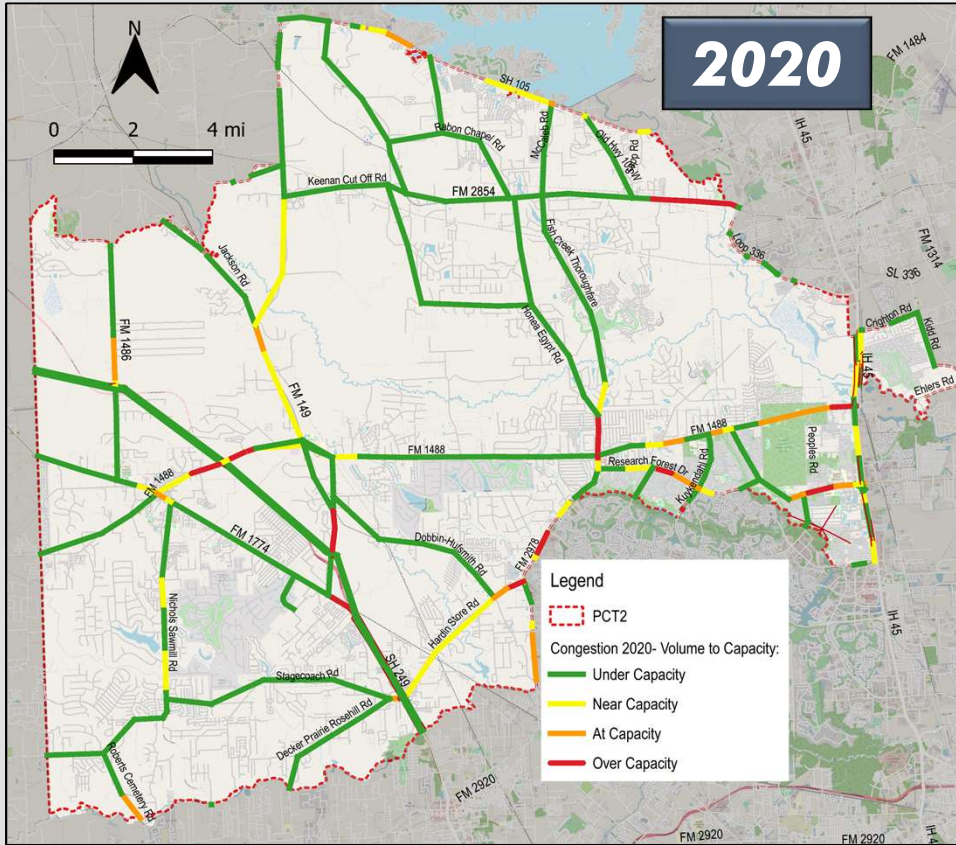 2020
N
0 2 4 mi
FM 1484
IH 45
SH 105
McCaleb Rd
Old Hwy 105 W
Rabon Chapel Rd
Keenan Cut Off Rd
FM 2854
Fish Creek Thoroughfare
Loop 336
FM 1314
SL 336
Jackson Rd
Honea Egypt Rd
Crighton Rd
Kidd Rd
IH 45
Ehlers Rd
FM 1486
FM 149
FM 1488
FM 1488
Peoples Rd
Research Forest Dr
Kuykendahl Rd
FM 1488
FM 1774
Dobbin-Hufsmith Rd
FM 2978
Nichols Sawmill Rd
Hardin Store Rd
SH 249
Stagecoach Rd
Decker Prairie Rosehill Rd
Roberts Cemetery Rd
IH 45
FM 2920
FM 2920
FM 2920
Legend
PCT2
Congestion 2020- Volume to Capacity:
Under Capacity
Near Capacity
At Capacity
Over Capacity